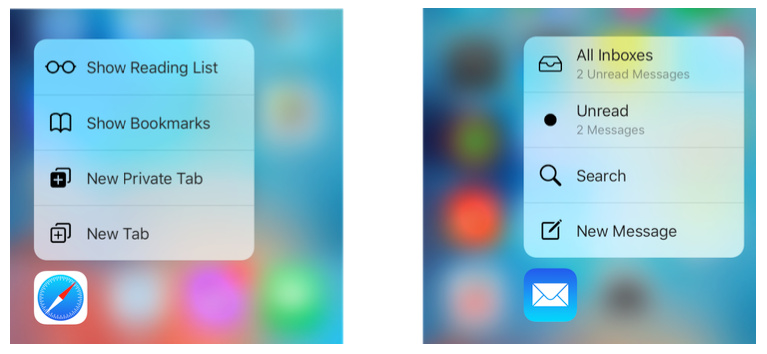 Show Reading List
Show Bookmarks
New Private Tab
New Tab
All Inboxes
2 Unread Messages
Unread
2 Messages
Search
New Message